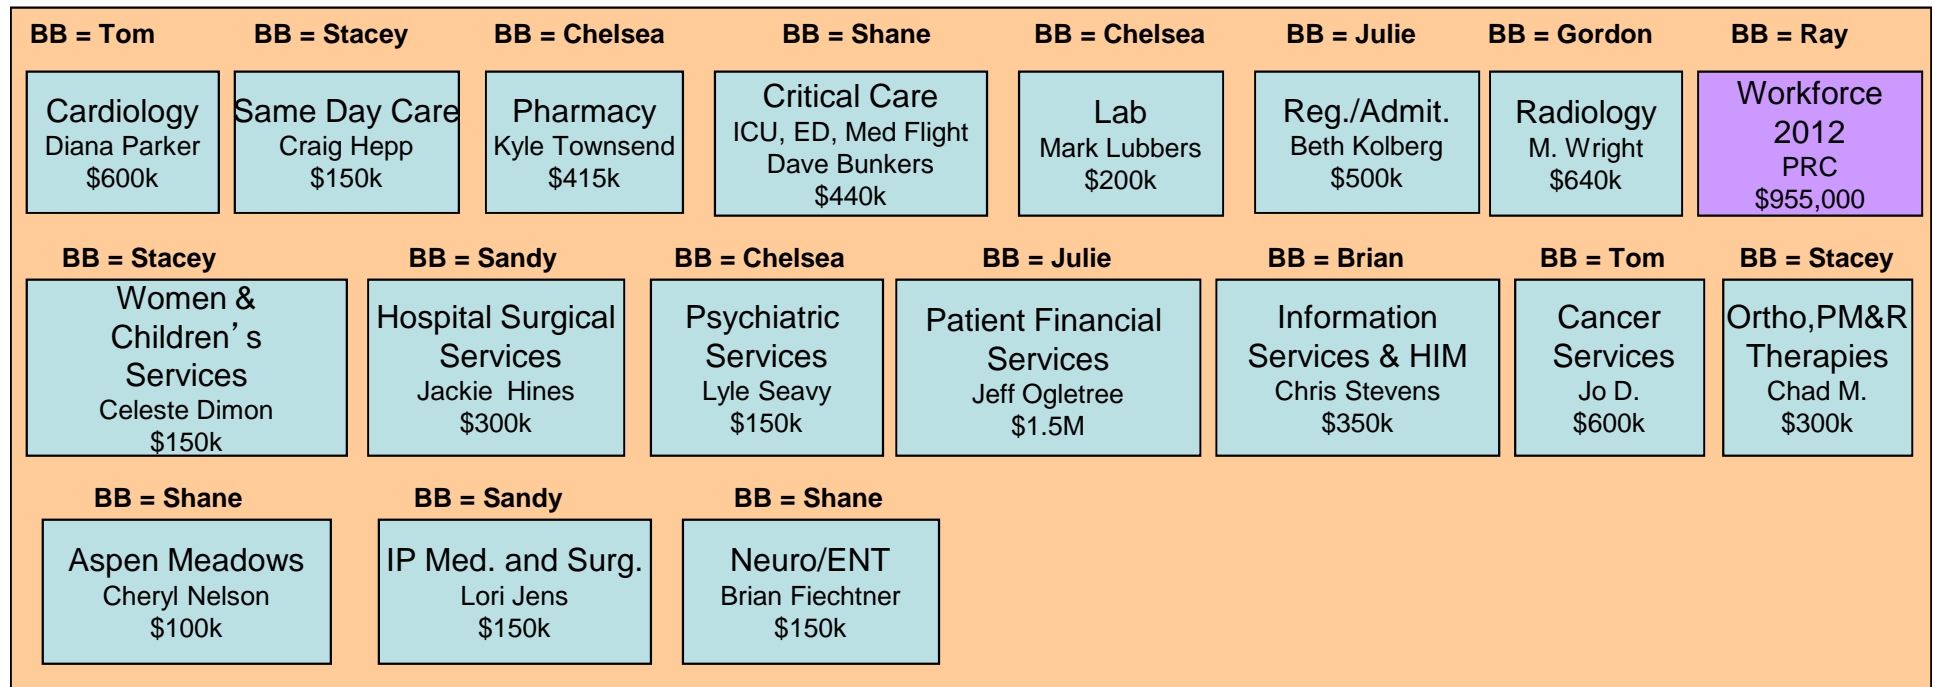 BB = Tom
BB = Stacey
BB = Chelsea
BB = Shane
BB = Chelsea
BB = Julie
BB = Gordon
BB = Ray
Cardiology
Diana Parker
$600k
Same Day Care
Craig Hepp
$150k
Pharmacy
Kyle Townsend
$415k
Critical Care
ICU, ED, Med Flight
Dave Bunkers
$440k
Lab
Mark Lubbers
$200k
Reg./Admit.
Beth Kolberg
$500k
Radiology
M. Wright
$640k
Workforce
2012
PRC
$955,000
BB = Stacey
BB = Sandy
BB = Chelsea
BB = Julie
BB = Brian
BB = Tom
BB = Stacey
Women &
Children’s
Services
Celeste Dimon
$150k
Hospital Surgical
Services
Jackie Hines
$300k
Psychiatric
Services
Lyle Seavy
$150k
Patient Financial
Services
Jeff Ogletree
$1.5M
Information
Services & HIM
Chris Stevens
$350k
Cancer
Services
Jo D.
$600k
Ortho,PM&R
Therapies
Chad M.
$300k
BB = Shane
BB = Sandy
BB = Shane
Aspen Meadows
Cheryl Nelson
$100k
IP Med. and Surg.
Lori Jens
$150k
Neuro/ENT
Brian Fiechtner
$150k